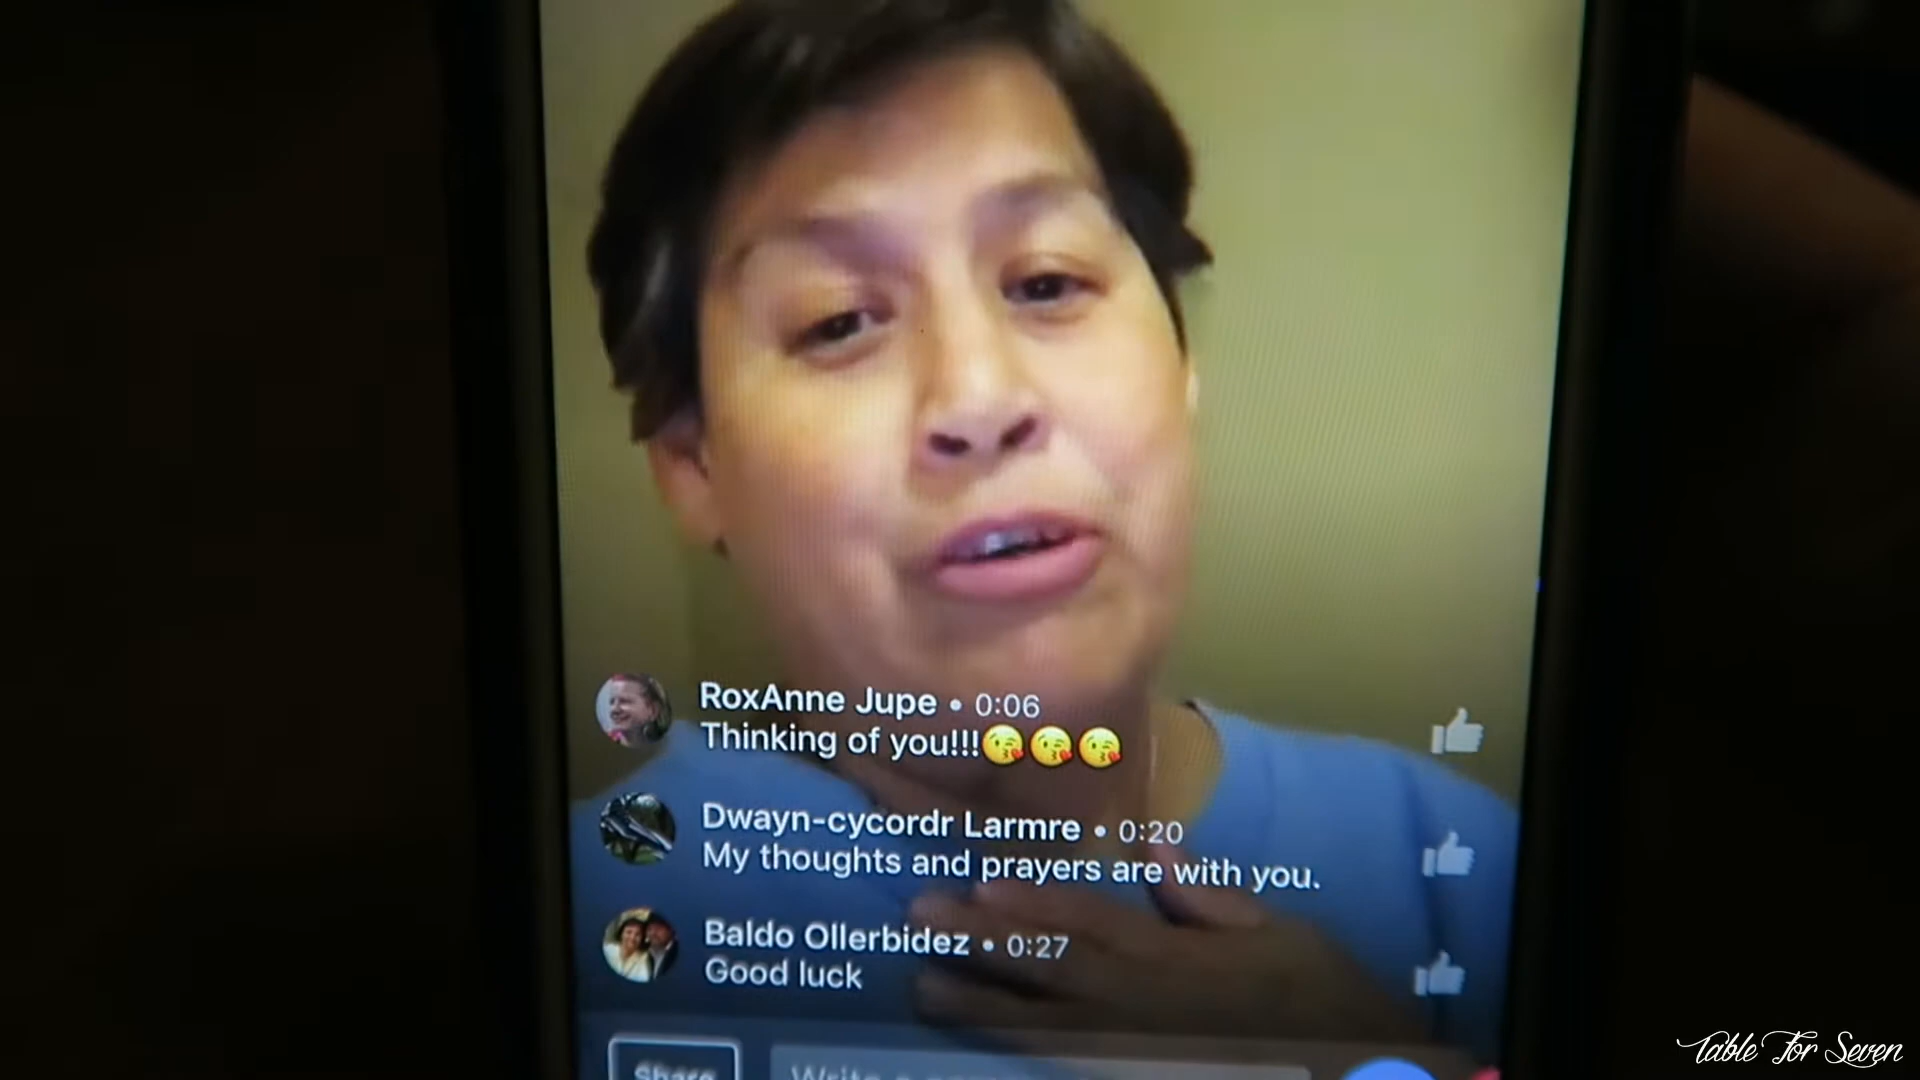 RoxAnne Jupe • 0:06
Thinking of you!!!😘😘😘
Dwayn-cycordr Larmre • 0:20
My thoughts and prayers are with you.
Baldo Ollerbidez • 0:27
Good luck
Share
Write a
Table For Seven